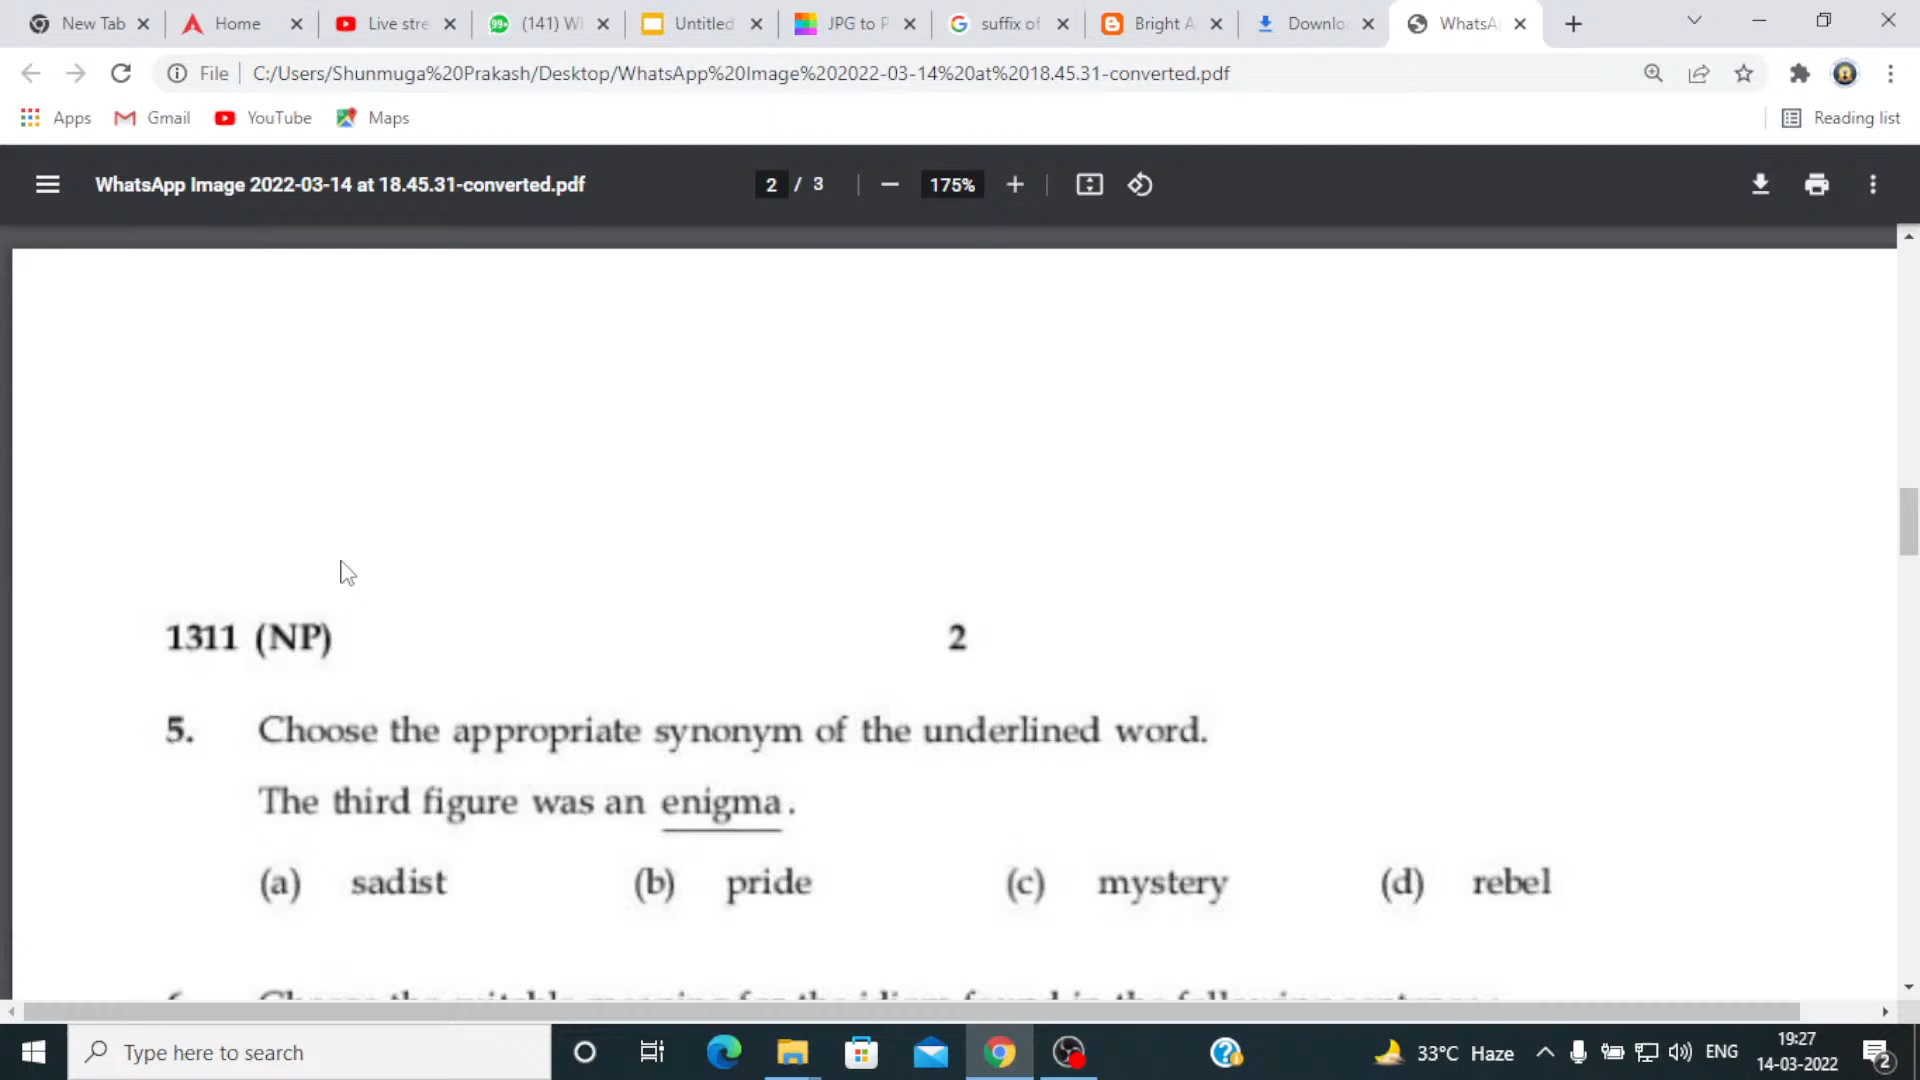 New Tab Home Live stre (141) W Untitled JPG to P suffix of Bright A Downlo WhatsA
File C:/Users/Shunmuga%20Prakash/Desktop/WhatsApp%20Image%202022-03-14%20at%2018.45.31-converted.pdf
Apps Gmail YouTube Maps Reading list
WhatsApp Image 2022-03-14 at 18.45.31-converted.pdf 2 / 3 175%
1311 (NP) 2
5. Choose the appropriate synonym of the underlined word.
The third figure was an enigma.
(a) sadist (b) pride (c) mystery (d) rebel
Type here to search 33°C Haze ENG 19:27
14-03-2022 2